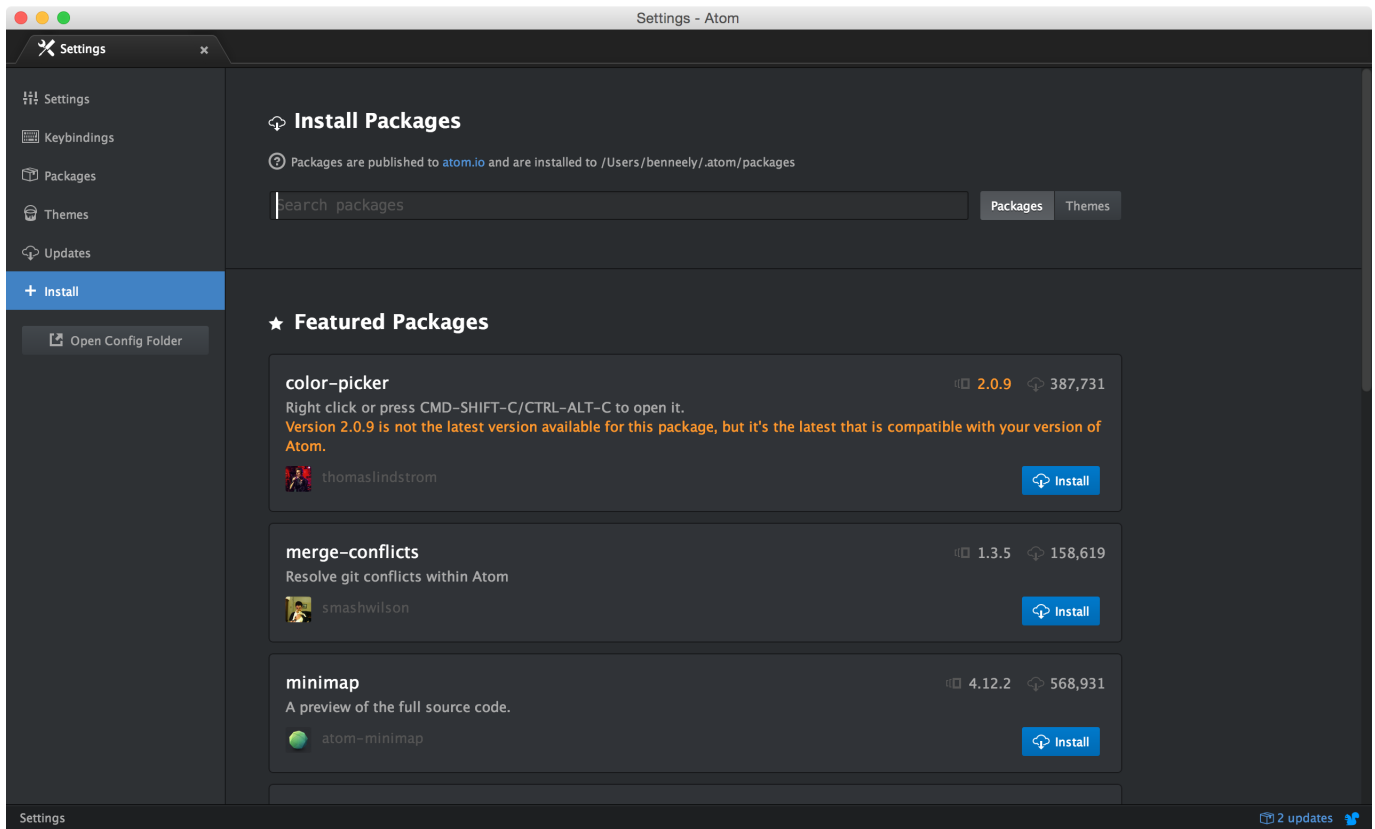 Settings - Atom
Settings
Settings
Keybindings
Packages
Themes
Updates
Install
Open Config Folder
Install Packages
Packages are published to atom.io and are installed to /Users/benneely/.atom/packages
Search packages
Packages Themes
Featured Packages
color-picker 2.0.9 387,731
Right click or press CMD-SHIFT-C/CTRL-ALT-C to open it.
Version 2.0.9 is not the latest version available for this package, but it's the latest that is compatible with your version of
Atom.
thomaslindstrom Install
merge-conflicts 1.3.5 158,619
Resolve git conflicts within Atom
smashwilson Install
minimap 4.12.2 568,931
A preview of the full source code.
atom-minimap Install
Settings 2 updates